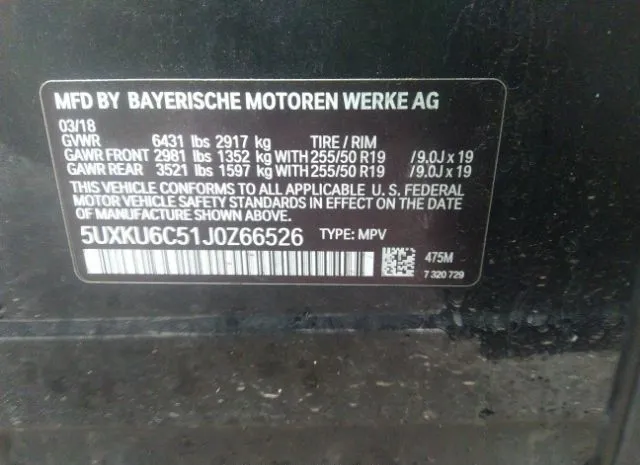 MFD BY BAYERISCHE MOTOREN WERKE AG
03/18
GVWR 6431 lbs 2917 kg TIRE / RIM
GAWR FRONT 2981 lbs 1352 kg WITH 255/50 R19 /9.0J x 19
GAWR REAR 3521 lbs 1597 kg WITH 255/50 R19 /9.0J x 19
THIS VEHICLE CONFORMS TO ALL APPLICABLE U. S. FEDERAL
MOTOR VEHICLE SAFETY STANDARDS IN EFFECT ON THE DATE
OF MANUFACTURE SHOWN ABOVE.
5UXKU6C51J0Z66526 TYPE: MPV
475M
7 320 729